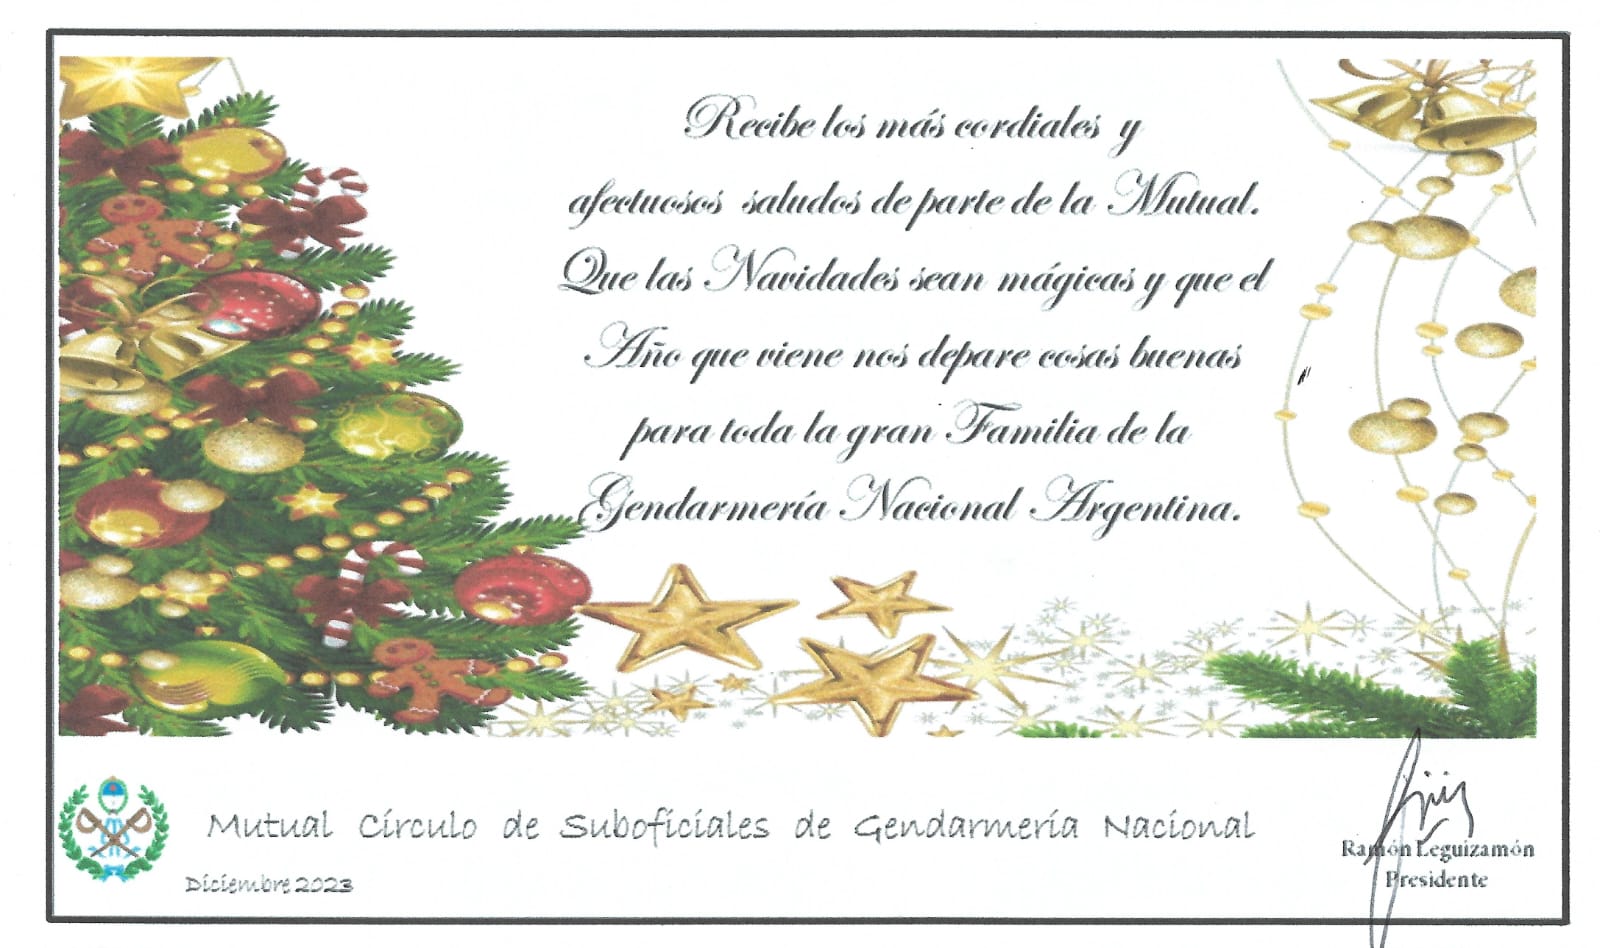 Recibe los más cordiales y
afectuosos saludos de parte de la Mutual.
Que las Navidades sean mágicas y que el
Año que viene nos depare cosas buenas
para toda la gran Familia de la
Gendarmería Nacional Argentina.
Mutual Círculo de Suboficiales de Gendarmería Nacional
Diciembre 2023
Ramón Leguizamón
Presidente